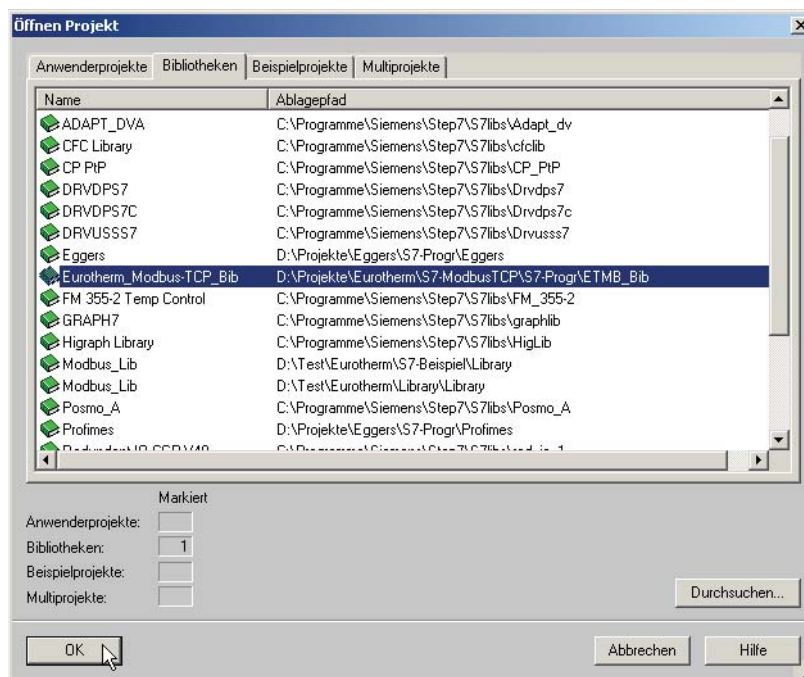 Öffnen Projekt
Anwenderprojekte Bibliotheken Beispielprojekte Multiprojekte
Name Ablagepfad
ADAPT_DVA C:\Programme\Siemens\Step7\S7libs\Adapt_dv
CFC Library C:\Programme\Siemens\Step7\S7libs\cfclib
CP PtP C:\Programme\Siemens\Step7\S7libs\CP_PtP
DRVDPS7 C:\Programme\Siemens\Step7\S7libs\Drvdps7
DRVDPS7C C:\Programme\Siemens\Step7\S7libs\Drvdps7c
DRVUSSS7 C:\Programme\Siemens\Step7\S7libs\Drvusss7
Eggers D:\Projekte\Eggers\S7-Progr\Eggers
Eurotherm_Modbus-TCP_Bib D:\Projekte\Eurotherm\S7-ModbusTCP\S7-Progr\ETMB_Bib
FM 355-2 Temp Control C:\Programme\Siemens\Step7\S7libs\FM_355-2
GRAPH7 C:\Programme\Siemens\Step7\S7libs\graphlib
Higraph Library C:\Programme\Siemens\Step7\S7libs\HigLib
Modbus_Lib D:\Test\Eurotherm\S7-Beispiel\Library
Modbus_Lib D:\Test\Eurotherm\Library\Library
Posmo_A C:\Programme\Siemens\Step7\S7libs\Posmo_A
Profimes D:\Projekte\Eggers\S7-Progr\Profimes
Markiert
Anwenderprojekte:
Bibliotheken: 1
Beispielprojekte:
Multiprojekte:
Durchsuchen...
OK Abbrechen Hilfe